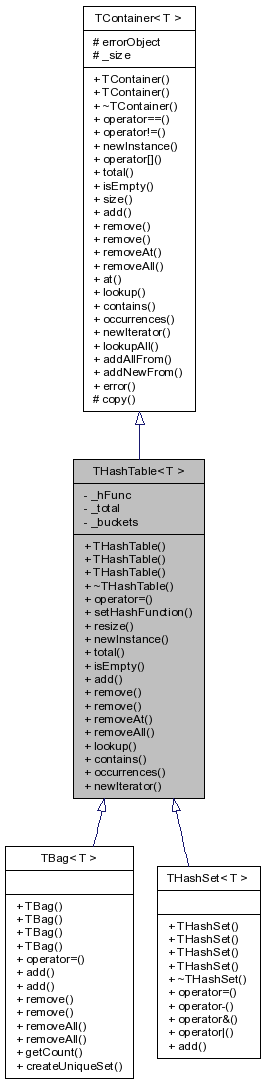 TContainer< T >
# errorObject
# _size
+ TContainer()
+ TContainer()
+ ~TContainer()
+ operator==()
+ operator!=()
+ newInstance()
+ operator[]()
+ total()
+ isEmpty()
+ size()
+ add()
+ remove()
+ remove()
+ removeAt()
+ removeAll()
+ at()
+ lookup()
+ contains()
+ occurrences()
+ newIterator()
+ lookupAll()
+ addAllFrom()
+ addNewFrom()
+ error()
# copy()
THashTable< T >
- _hFunc
- _total
- _buckets
+ THashTable()
+ THashTable()
+ THashTable()
+ ~THashTable()
+ operator=()
+ setHashFunction()
+ resize()
+ newInstance()
+ total()
+ isEmpty()
+ add()
+ remove()
+ remove()
+ removeAt()
+ removeAll()
+ lookup()
+ contains()
+ occurrences()
+ newIterator()
TBag< T >
+ TBag()
+ TBag()
+ TBag()
+ TBag()
+ operator=()
+ add()
+ add()
+ remove()
+ remove()
+ removeAll()
+ removeAll()
+ getCount()
+ createUniqueSet()
THashSet< T >
+ THashSet()
+ THashSet()
+ THashSet()
+ THashSet()
+ ~THashSet()
+ operator=()
+ operator-()
+ operator&()
+ operator|()
+ add()